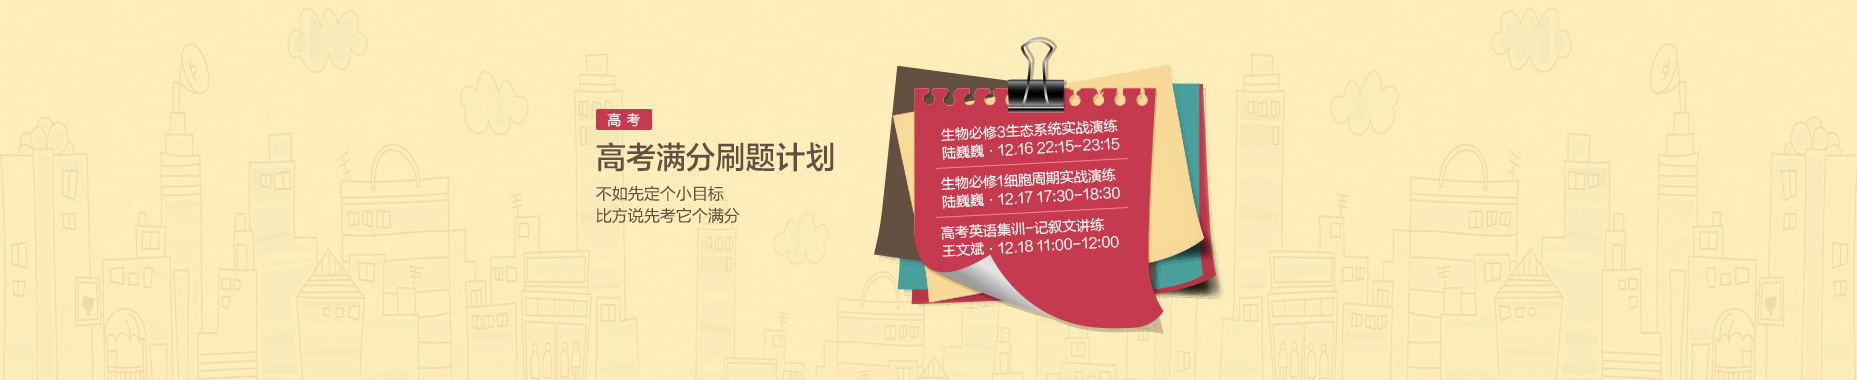 高考
高考满分刷题计划
不如先定个小目标
比方说先考它个满分
生物必修3生态系统实战演练
陆巍巍 · 12.16 22:15-23:15
生物必修1细胞周期实战演练
陆巍巍 · 12.17 17:30-18:30
高考英语集训-记叙文讲练
王文斌 · 12.18 11:00-12:00